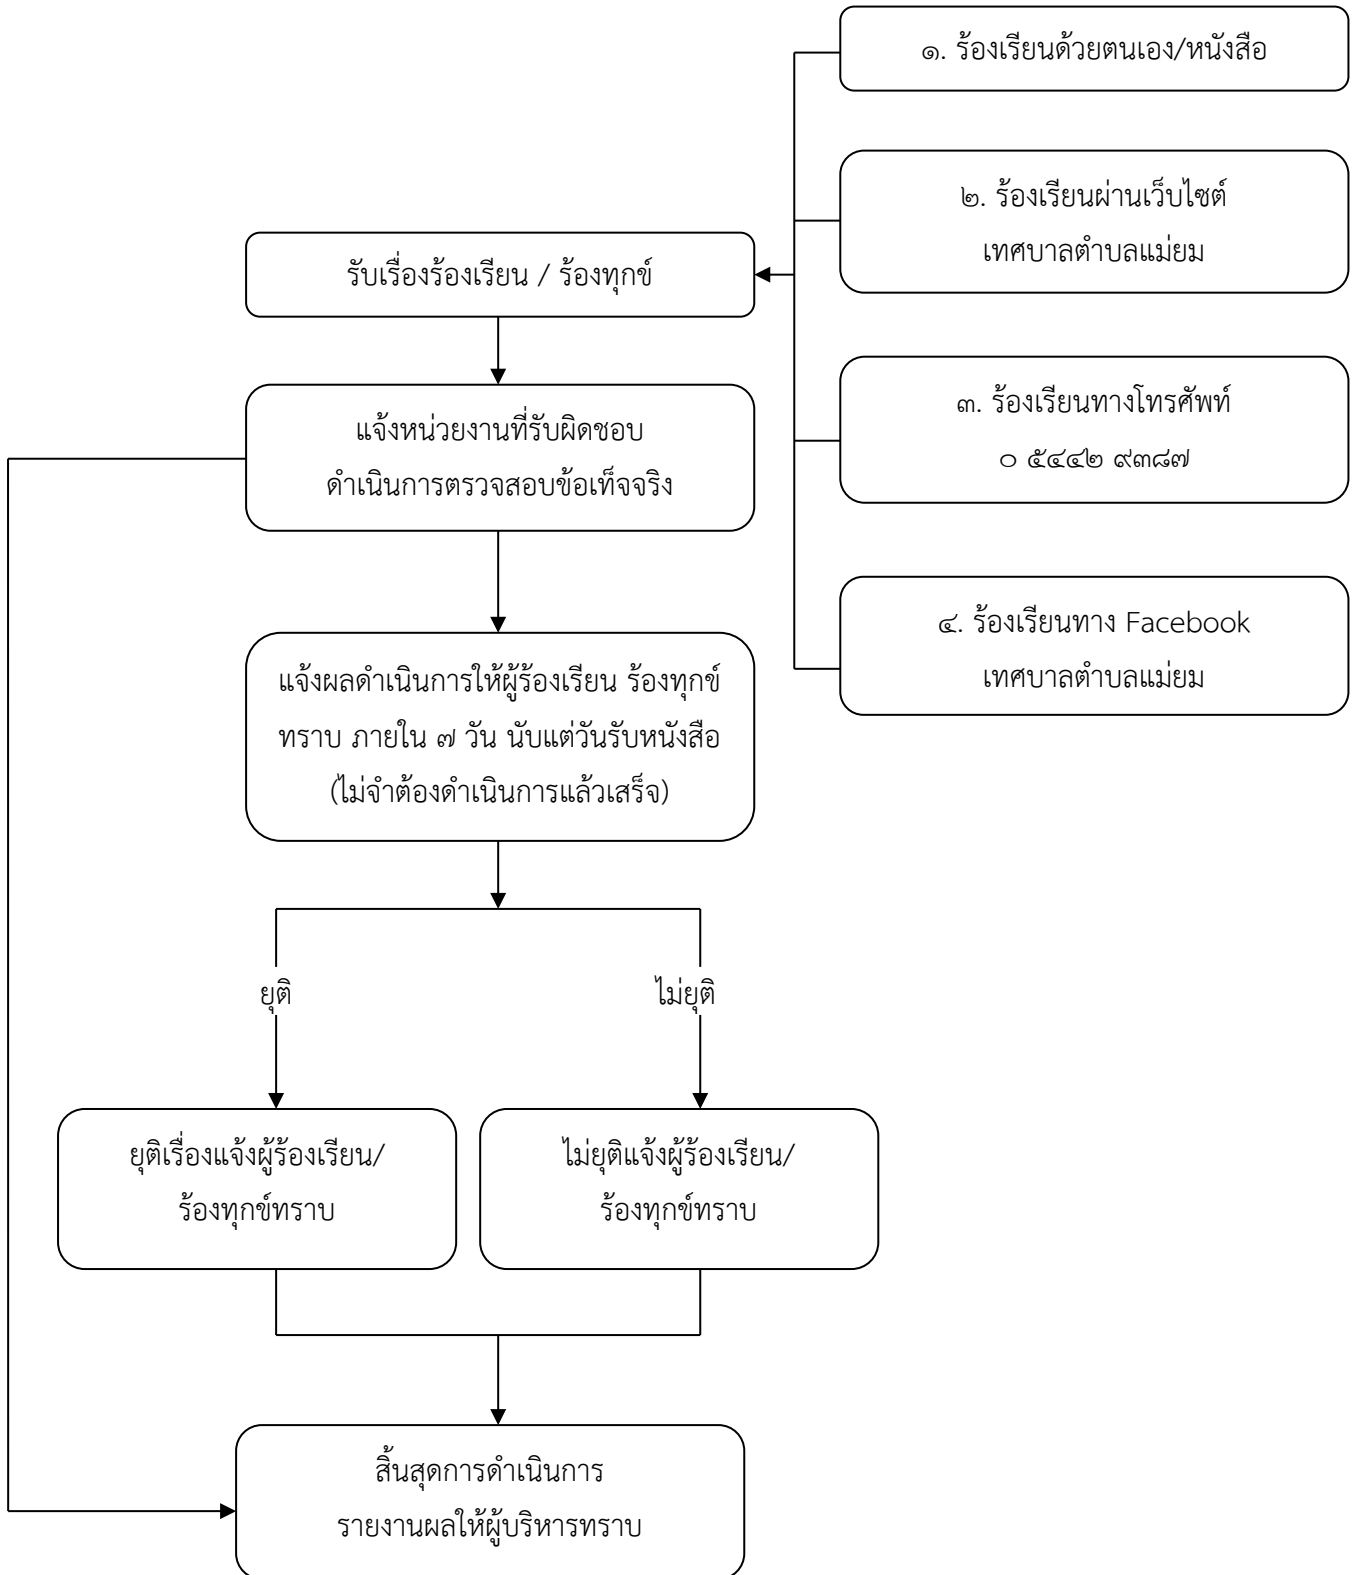 ๑. ร้องเรียนด้วยตนเอง/หนังสือ
๒. ร้องเรียนผ่านเว็บไซต์
เทศบาลตำบลแม่ยม
รับเรื่องร้องเรียน / ร้องทุกข์
๓. ร้องเรียนทางโทรศัพท์
๐ ๕๔๔๒ ๙๓๘๗
แจ้งหน่วยงานที่รับผิดชอบ
ดำเนินการตรวจสอบข้อเท็จจริง
๔. ร้องเรียนทาง Facebook
เทศบาลตำบลแม่ยม
แจ้งผลดำเนินการให้ผู้ร้องเรียน ร้องทุกข์
ทราบ ภายใน ๗ วัน นับแต่วันรับหนังสือ
(ไม่จำต้องดำเนินการแล้วเสร็จ)
ยุติ
ไม่ยุติ
ยุติเรื่องแจ้งผู้ร้องเรียน/
ร้องทุกข์ทราบ
ไม่ยุติแจ้งผู้ร้องเรียน/
ร้องทุกข์ทราบ
สิ้นสุดการดำเนินการ
รายงานผลให้ผู้บริหารทราบ